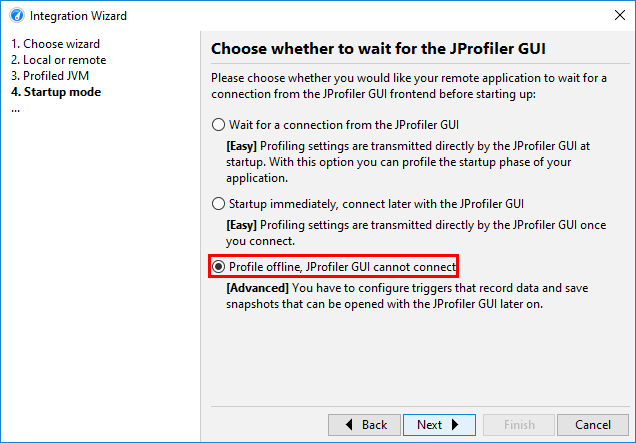 Integration Wizard
1. Choose wizard
2. Local or remote
3. Profiled JVM
4. Startup mode
...
Choose whether to wait for the JProfiler GUI
Please choose whether you would like your remote application to wait for a
connection from the JProfiler GUI frontend before starting up:
Wait for a connection from the JProfiler GUI
[Easy] Profiling settings are transmitted directly by the JProfiler GUI at
startup. With this option you can profile the startup phase of your
application.
Startup immediately, connect later with the JProfiler GUI
[Easy] Profiling settings are transmitted directly by the JProfiler GUI once
you connect.
Profile offline, JProfiler GUI cannot connect
[Advanced] You have to configure triggers that record data and save
snapshots that can be opened with the JProfiler GUI later on.
Back Next Finish Cancel